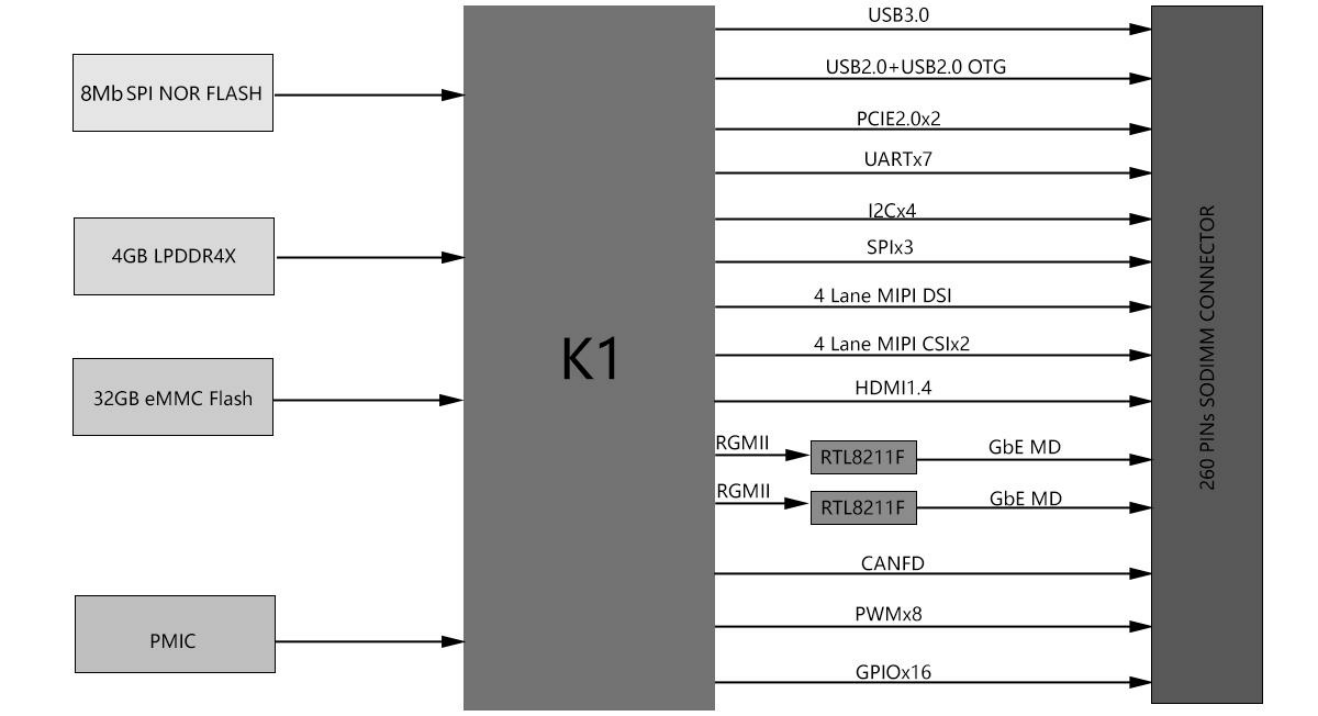 8Mb SPI NOR FLASH
4GB LPDDR4X
32GB eMMC Flash
PMIC
K1
USB3.0
USB2.0+USB2.0 OTG
PCIE2.0x2
UARTx7
I2Cx4
SPIx3
4 Lane MIPI DSI
4 Lane MIPI CSIx2
HDMI1.4
RGMII
RTL8211F
GbE MD
RGMII
RTL8211F
GbE MD
CANFD
PWMx8
GPIOx16
260 PINs SODIMM CONNECTOR